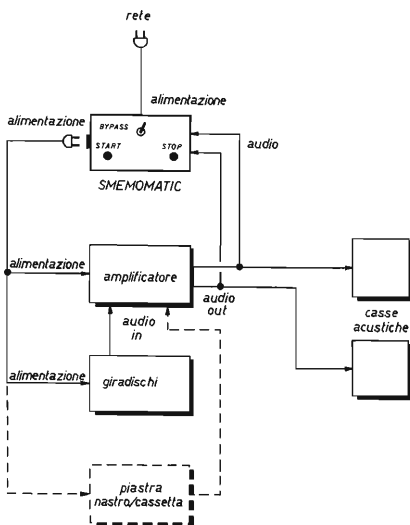 rete
alimentazione
alimentazione
BYPASS
START
STOP
audio
SMEMOMATIC
alimentazione
amplificatore
audio
out
casse
acustiche
audio
in
alimentazione
giradischi
piastra
nastro/cassetta